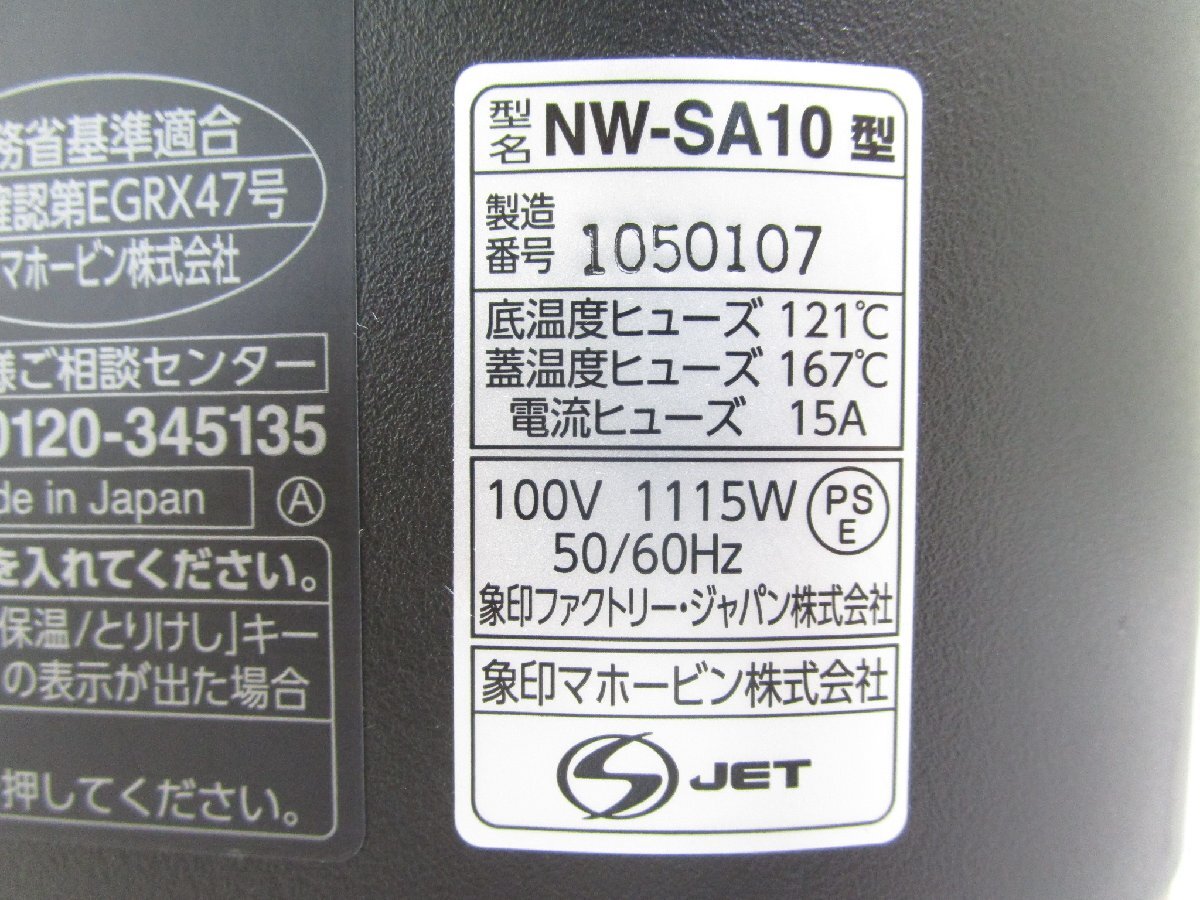 務省基準適合
確認第EGRX47号
マホービン株式会社
様ご相談センター
0120-345135
de in Japan
A
を入れてください。
保温/とりけし」キー
の表示が出た場合
押してください。
型名 NW-SA10 型
製造番号 1050107
底温度ヒューズ 121℃
蓋温度ヒューズ 167℃
電流ヒューズ 15A
100V 1115W
PS
E
50/60Hz
象印ファクトリー・ジャパン株式会社
象印マホービン株式会社
S JET